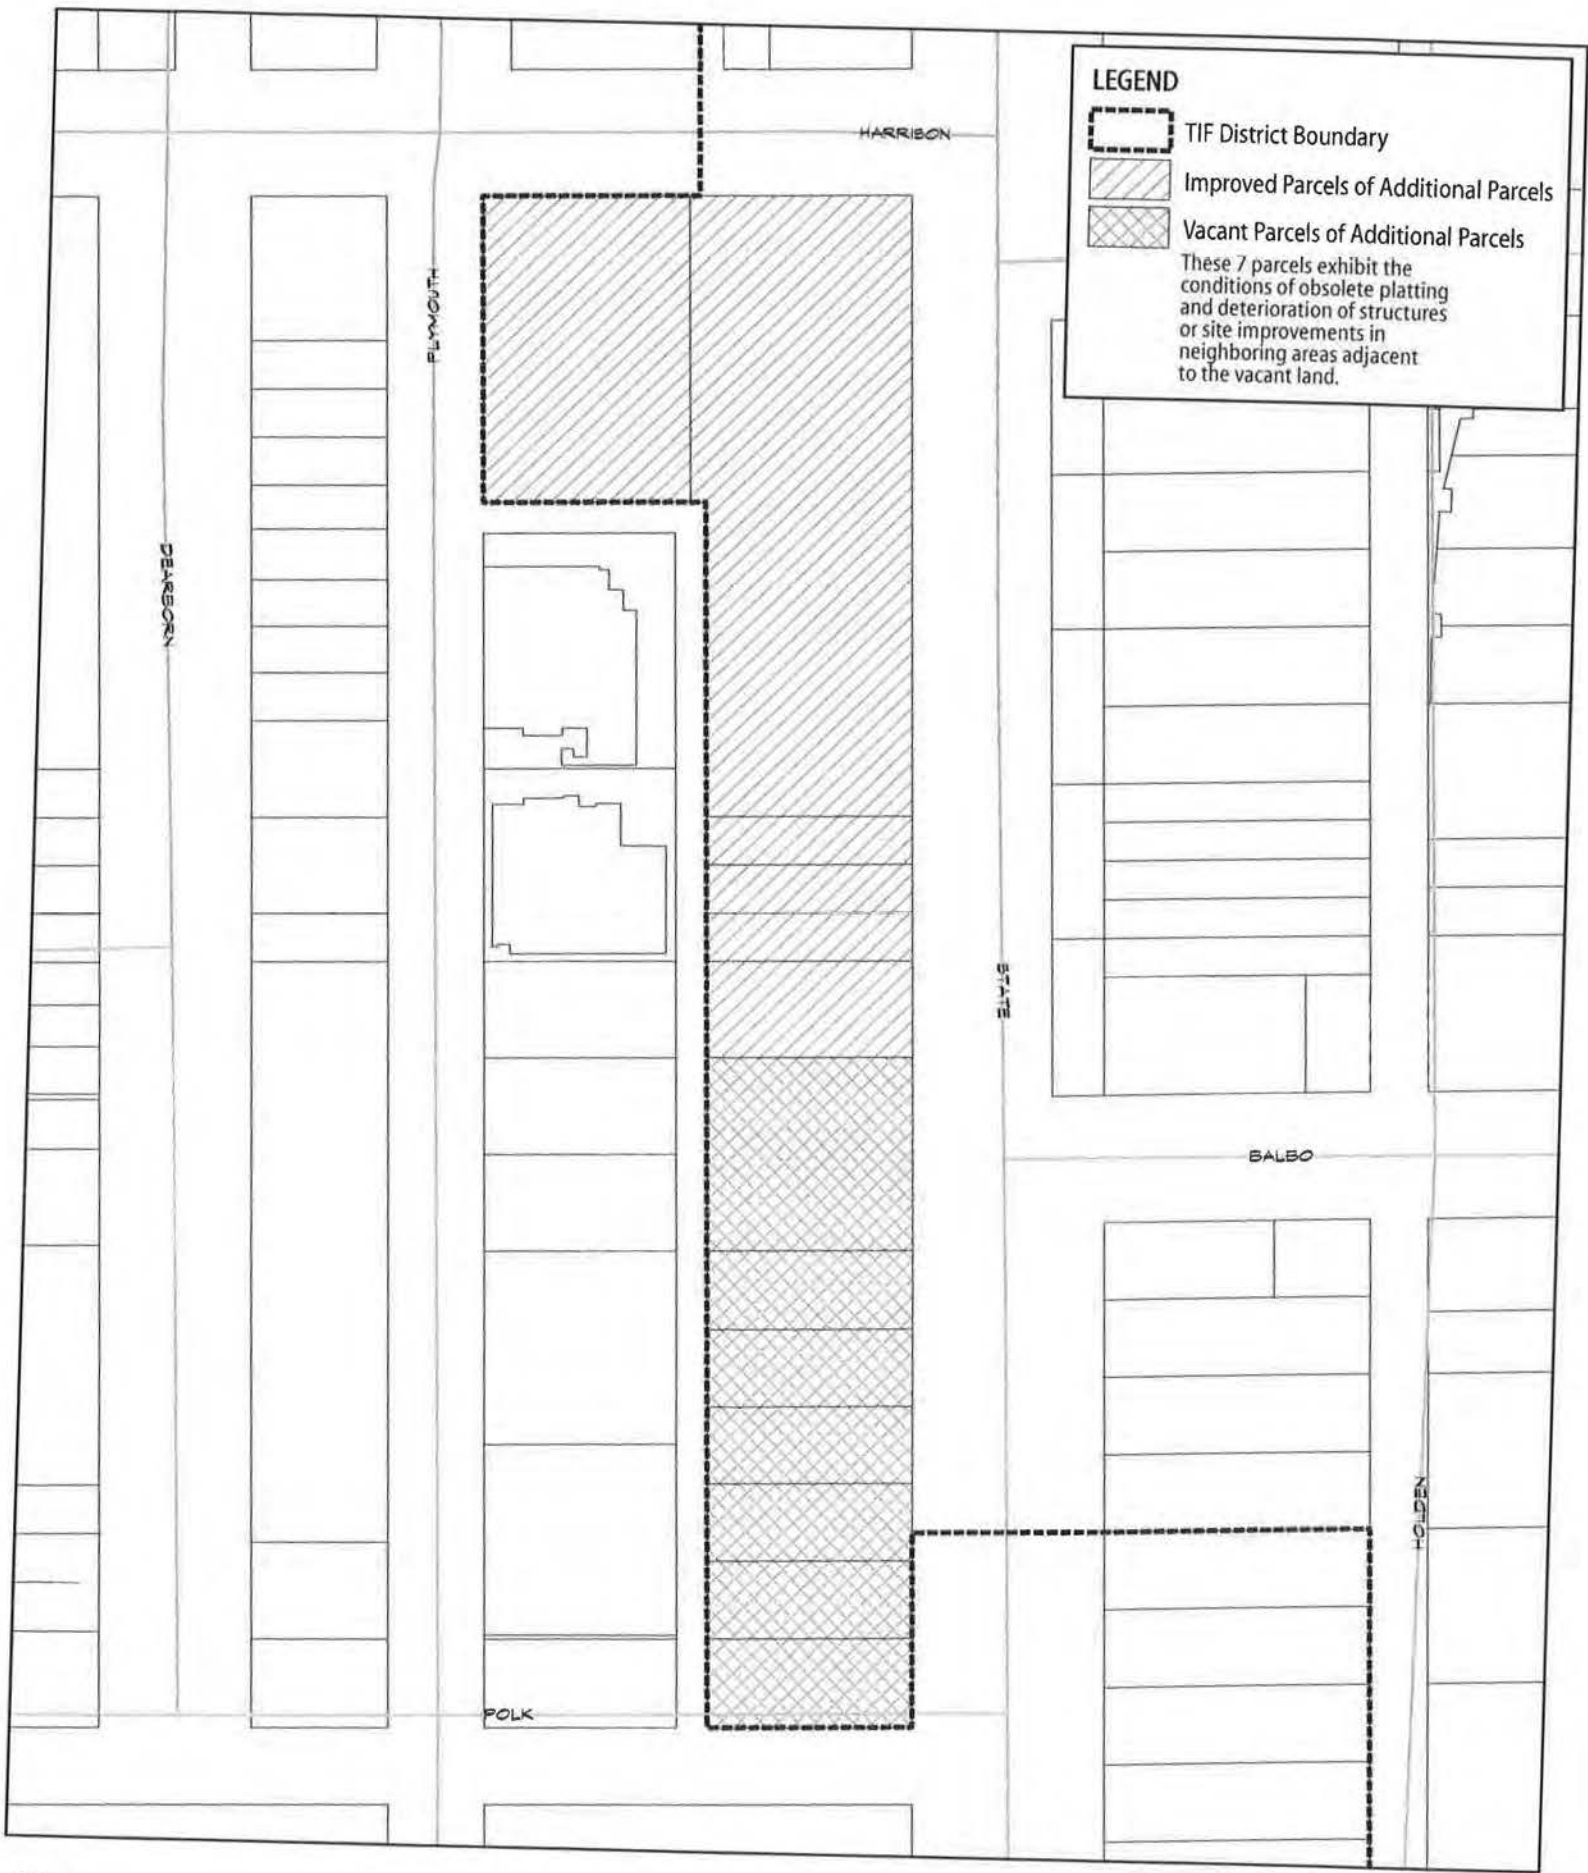 LEGEND
TIF District Boundary
Improved Parcels of Additional Parcels
Vacant Parcels of Additional Parcels
These 7 parcels exhibit the
conditions of obsolete platting
and deterioration of structures
or site improvements in
neighboring areas adjacent
to the vacant land.
HARRISON
PLYMOUTH
DEARBORN
STATE
BALBO
HOLDEN
POLK